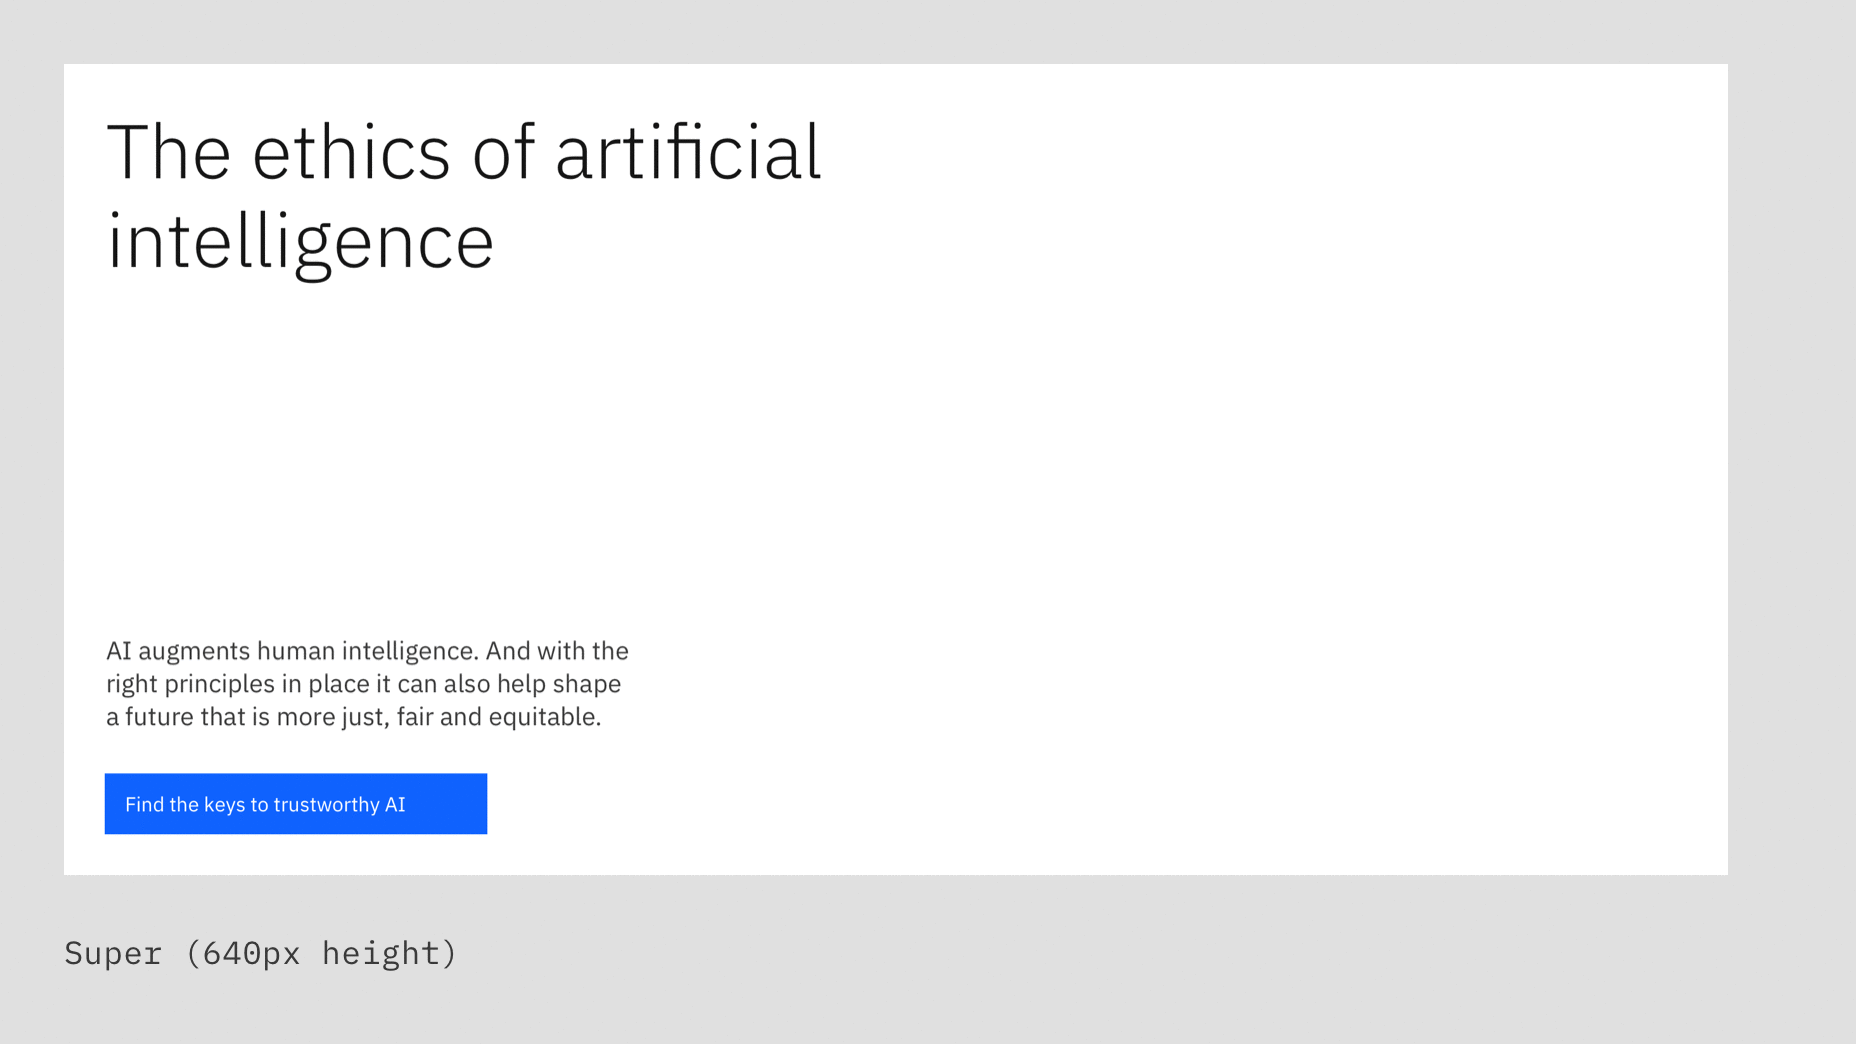 The ethics of artificial
intelligence
AI augments human intelligence. And with the
right principles in place it can also help shape
a future that is more just, fair and equitable.
Find the keys to trustworthy AI
Super (640px height)